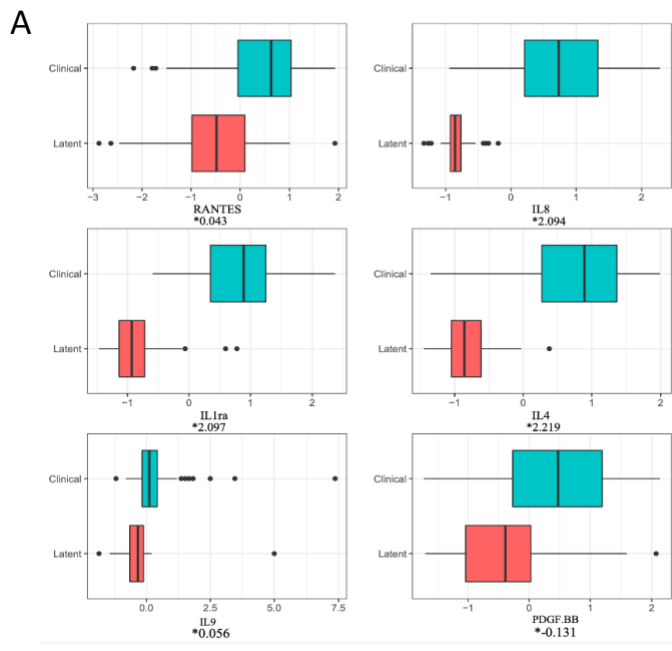 A
Clinical
Latent
−3 −2 −1 0 1 2
RANTES
*0.043
Clinical
Latent
−1 0 1 2
IL8
*2.094
Clinical
Latent
−1 0 1 2
IL1ra
*2.097
Clinical
Latent
−1 0 1 2
IL4
*2.219
Clinical
Latent
0.0 2.5 5.0 7.5
IL9
*0.056
Clinical
Latent
−1 0 1 2
PDGF.BB
*-0.131